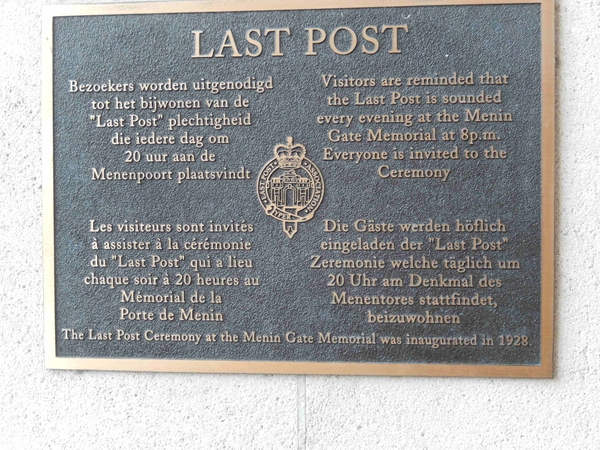 LAST POST
Bezoekers worden uitgenodigd
tot het bijwonen van de
"Last Post" plechtigheid
die iedere dag om
20 uur aan de
Menenpoort plaatsvindt
Visitors are reminded that
the Last Post is sounded
every evening at the Menin
Gate Memorial at 8p.m.
Everyone is invited to the
Ceremony
LAST POST ASSOCIATION
Les visiteurs sont invités
à assister à la cérémonie
du "Last Post" qui a lieu
chaque soir à 20 heures au
Mémorial de la
Porte de Menin
Die Gäste werden höflich
eingeladen der "Last Post"
Zeremonie welche täglich um
20 Uhr am Denkmal des
Menentores stattfindet,
beizuwohnen
The Last Post Ceremony at the Menin Gate Memorial was inaugurated in 1928.